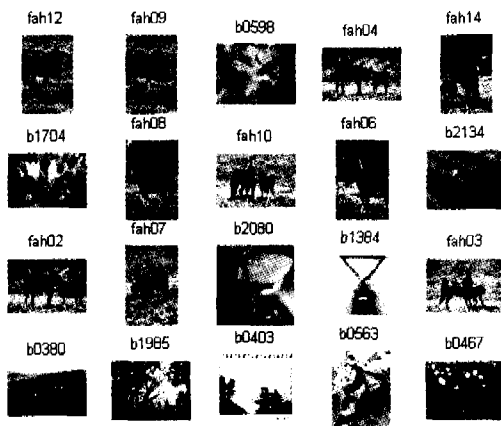 fah12 fah09 b0598 fah04 fah14
b1704 fah08 fah10 fah06 b2134
fah02 fah07 b2080 b1384 fah03
b0380 b1985 b0403 b0563 b0467